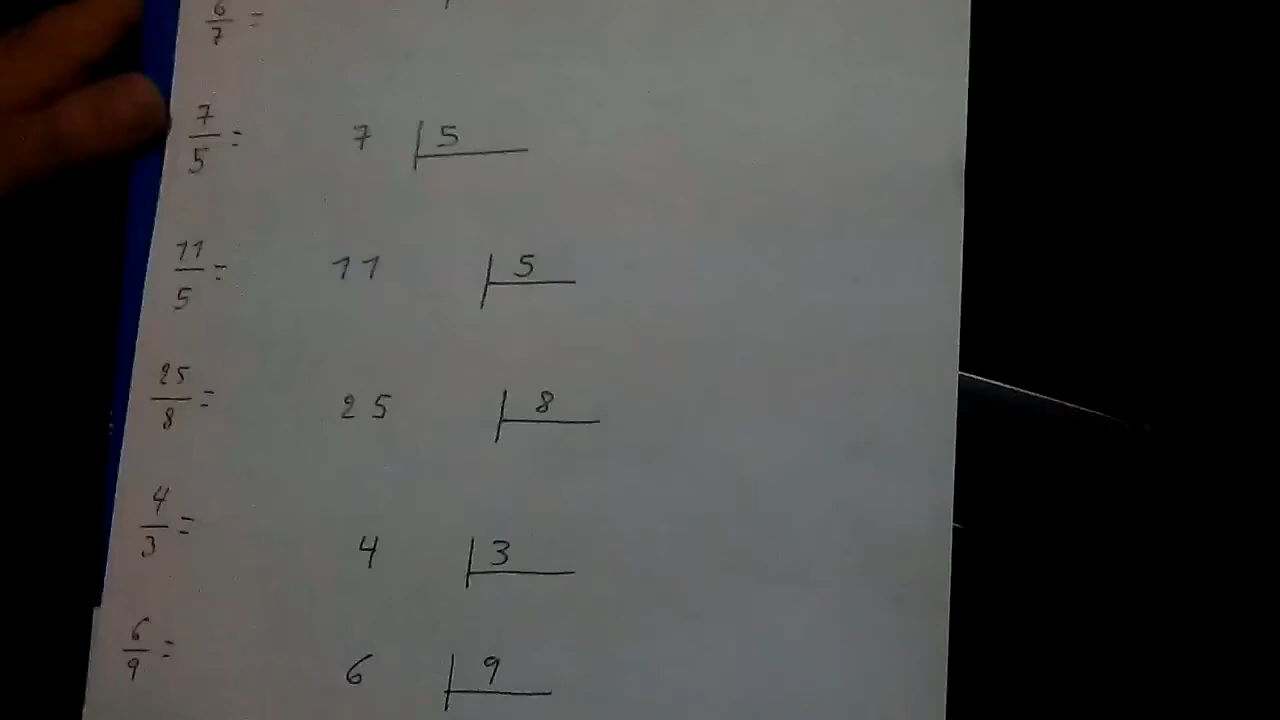 6/7 =
7/5 = 7 |5
11/5 = 11 |5
25/8 = 25 |8
4/3 = 4 |3
6/9 = 6 |9